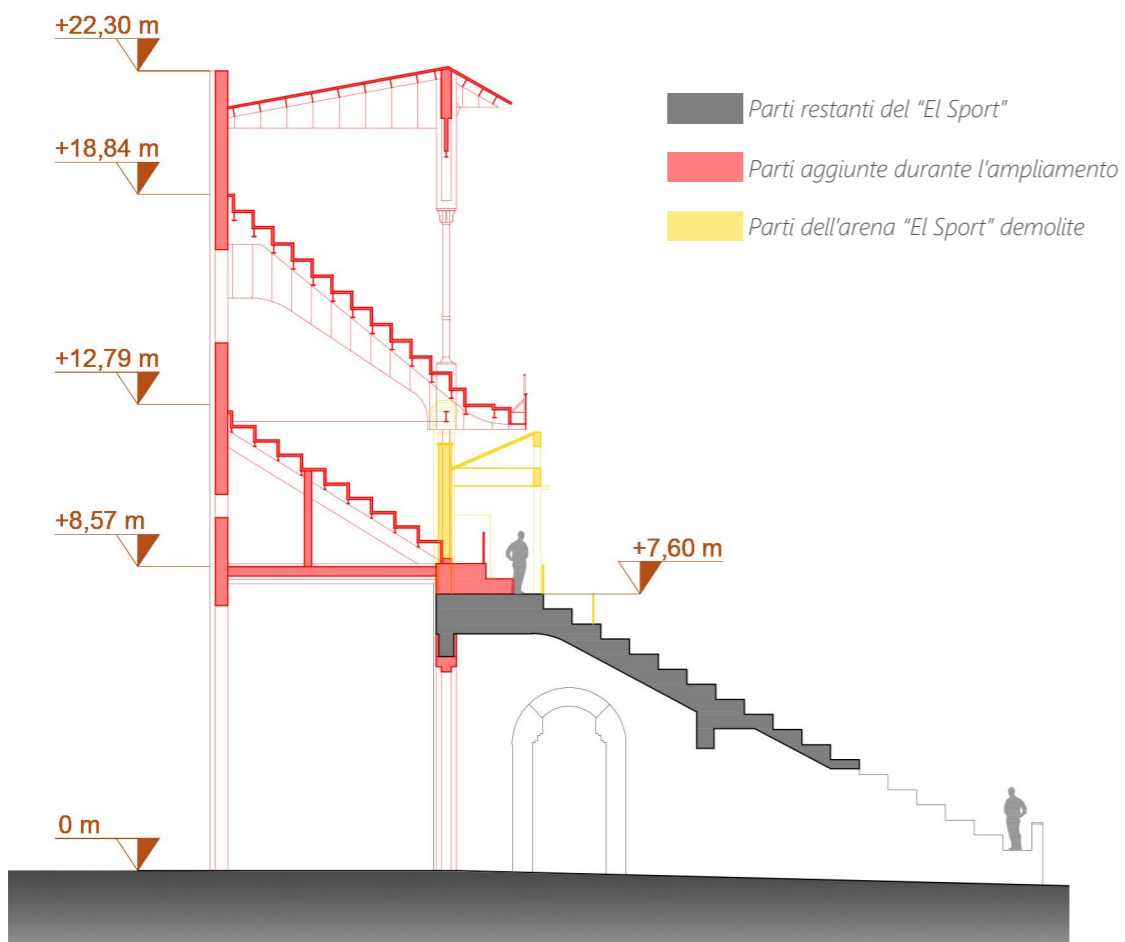 +22,30 m
Parti restanti del "El Sport"
+18,84 m
Parti aggiunte durante l'ampliamento
Parti dell'arena "El Sport" demolite
+12,79 m
+8,57 m
+7,60 m
0 m